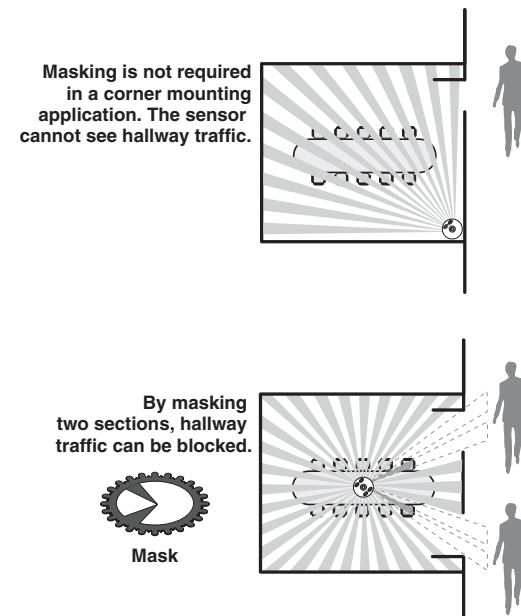 Masking is not required
in a corner mounting
application. The sensor
cannot see hallway traffic.
By masking
two sections, hallway
traffic can be blocked.
Mask